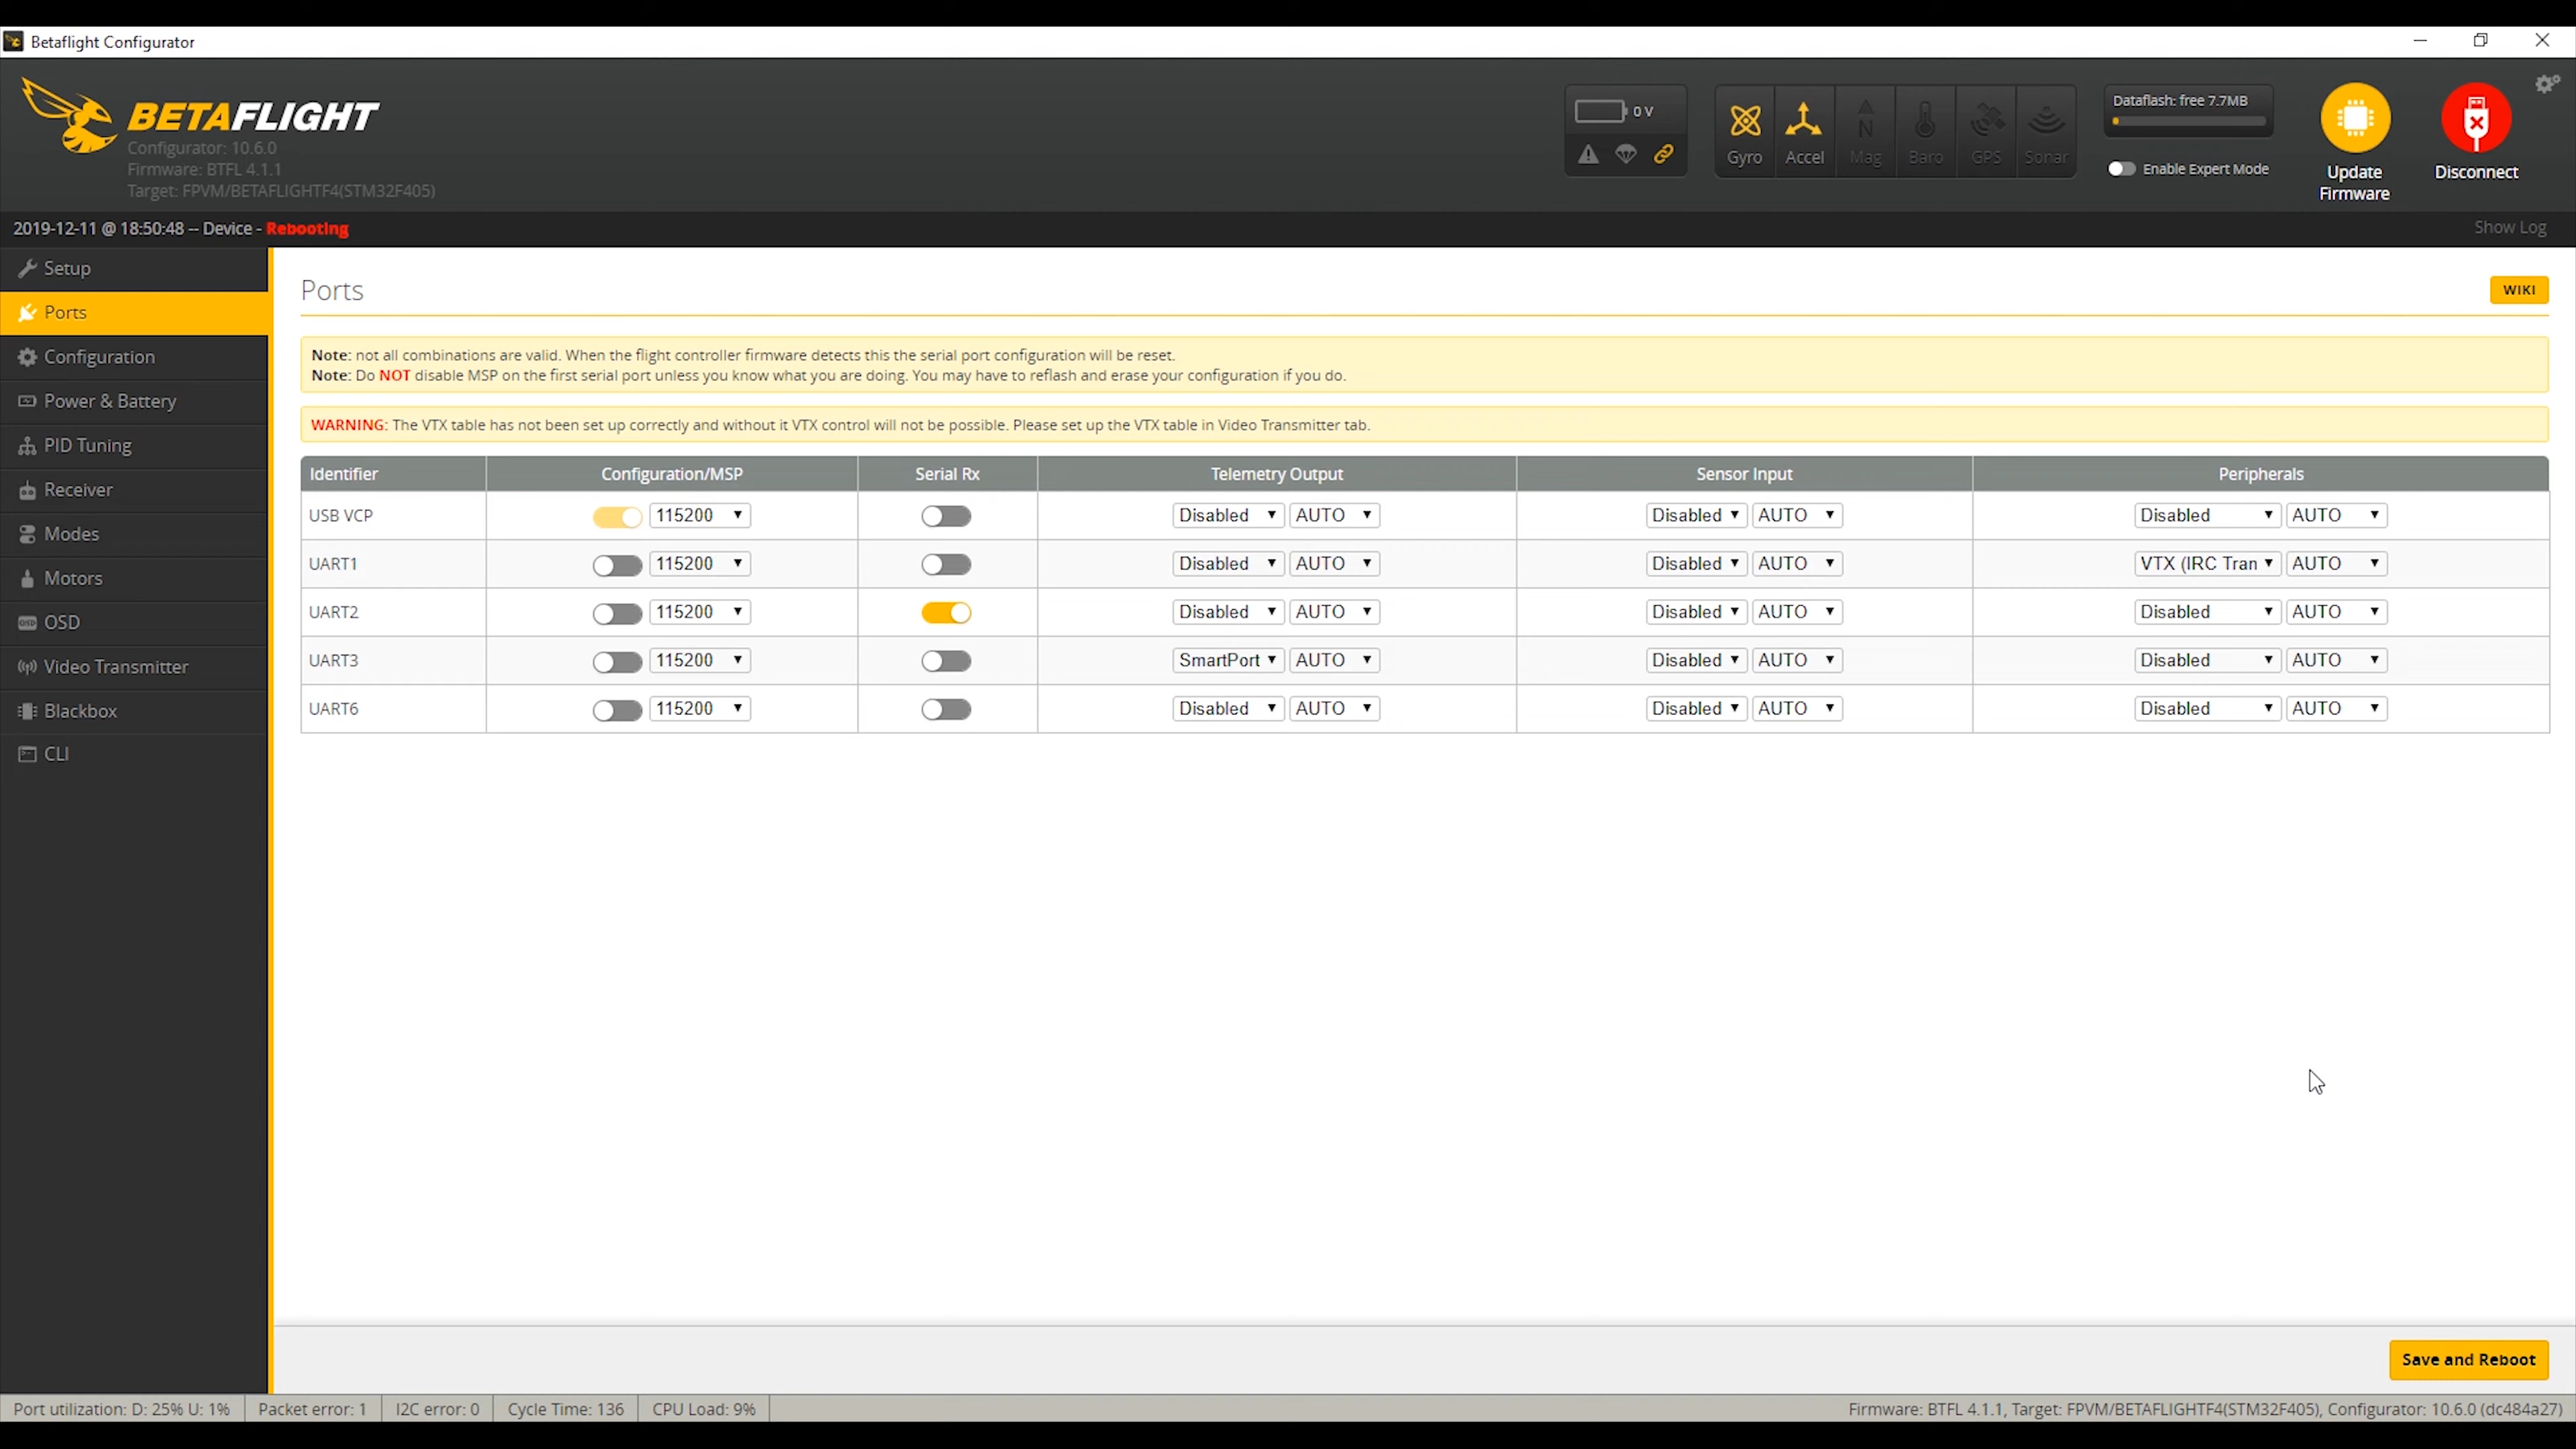 Betaflight Configurator
BETAFLIGHT
Configurator: 10.6.0
Firmware: BTFL 4.1.1
Target: FPVM/BETAFLIGHTF4(STM32F405)
0 V
Gyro Accel Mag Baro GPS Sonar
Dataflash: free 7.7MB
Enable Expert Mode
Update
Firmware
Disconnect
2019-12-11 @ 18:50:48 -- Device - Rebooting
Show Log
Setup
Ports
Configuration
Power & Battery
PID Tuning
Receiver
Modes
Motors
OSD
Video Transmitter
Blackbox
CLI
Ports
WIKI
Note: not all combinations are valid. When the flight controller firmware detects this the serial port configuration will be reset.
Note: Do NOT disable MSP on the first serial port unless you know what you are doing. You may have to reflash and erase your configuration if you do.
WARNING: The VTX table has not been set up correctly and without it VTX control will not be possible. Please set up the VTX table in Video Transmitter tab.
Identifier Configuration/MSP Serial Rx Telemetry Output Sensor Input Peripherals
USB VCP 115200 Disabled AUTO Disabled AUTO Disabled AUTO
UART1 115200 Disabled AUTO Disabled AUTO VTX (IRC Tran AUTO
UART2 115200 Disabled AUTO Disabled AUTO Disabled AUTO
UART3 115200 SmartPort AUTO Disabled AUTO Disabled AUTO
UART6 115200 Disabled AUTO Disabled AUTO Disabled AUTO
Save and Reboot
Port utilization: D: 25% U: 1% Packet error: 1 I2C error: 0 Cycle Time: 136 CPU Load: 9% Firmware: BTFL 4.1.1, Target: FPVM/BETAFLIGHTF4(STM32F405), Configurator: 10.6.0 (dc484a27)